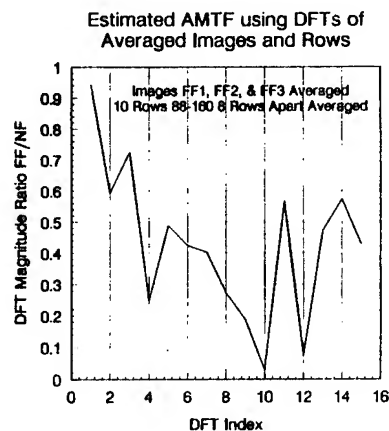 Estimated AMTF using DFTs of
Averaged Images and Rows
Images FF1, FF2, & FF3 Averaged
10 Rows 88-160 8 Rows Apart Averaged
DFT Magnitude Ratio FF/NF
1
0.9
0.8
0.7
0.6
0.5
0.4
0.3
0.2
0.1
0
0 2 4 6 8 10 12 14 16
DFT Index